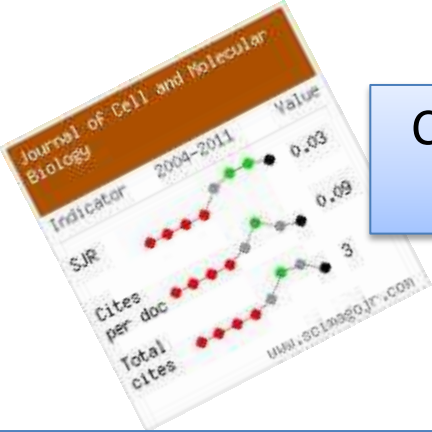 Journal of Cell and Molecular
Biology
Indicator 2004-2011 Value
SJR 0.03
Cites
per doc 0.09
Total
cites 3
www.scimagojr.com